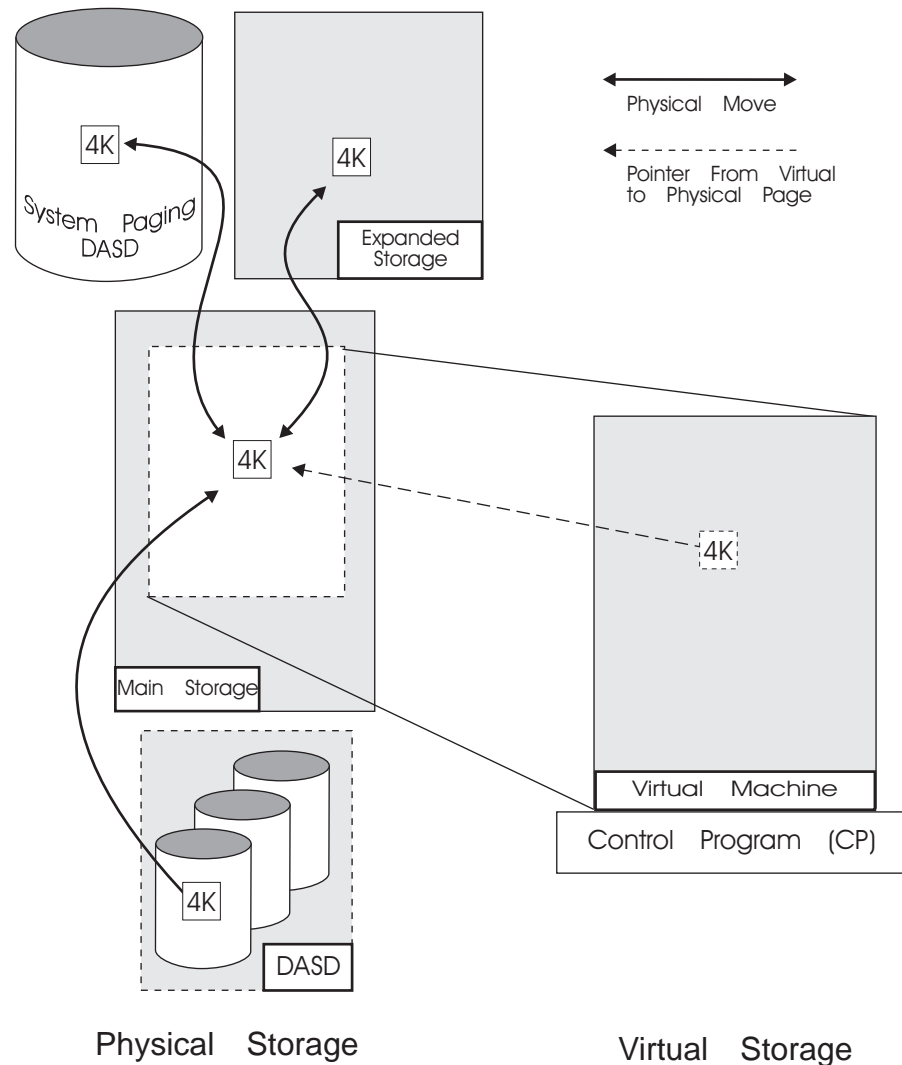 4K
System Paging
DASD
4K
Expanded
Storage
Physical Move
Pointer From Virtual
to Physical Page
4K
Main Storage
4K
Virtual Machine
Control Program (CP)
4K
DASD
Physical Storage
Virtual Storage